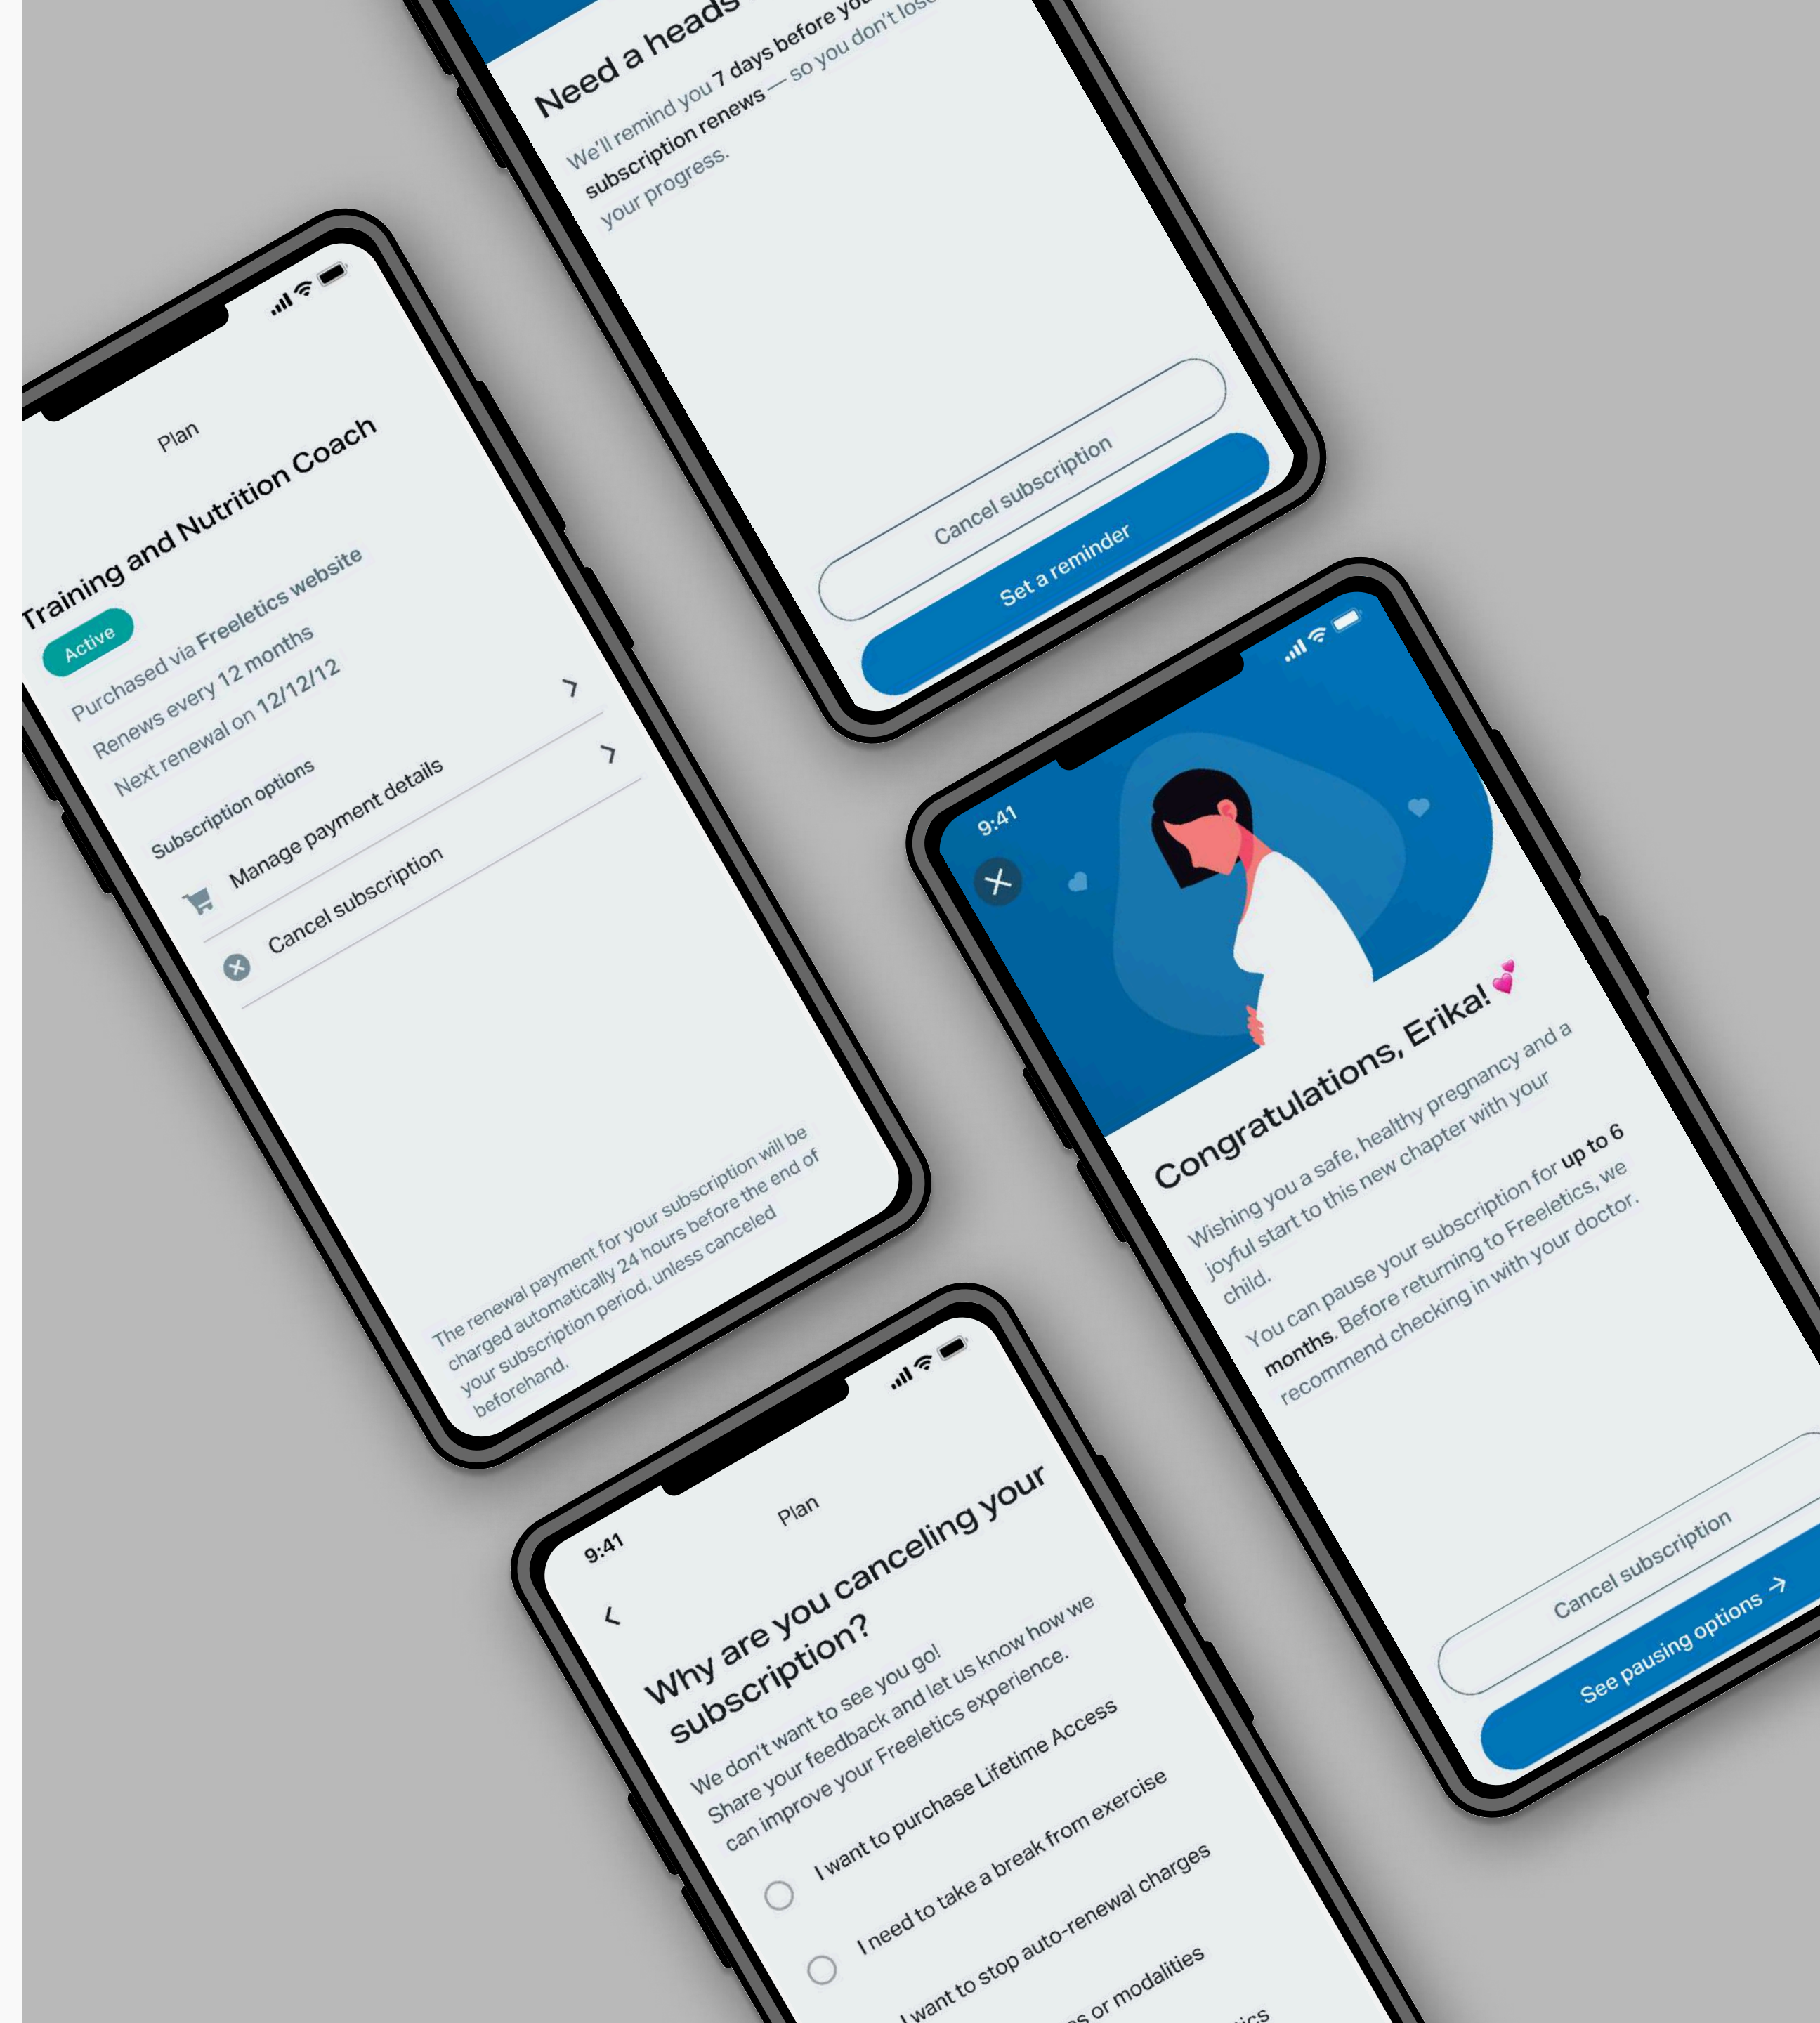 Need a heads
We'll remind you 7 days before you
subscription renews — so you don't lose
your progress.
Cancel subscription
Set a reminder
Plan
Training and Nutrition Coach
Active
Purchased via Freeletics website
Renews every 12 months
Next renewal on 12/12/12
Subscription options
Manage payment details
Cancel subscription
The renewal payment for your subscription will be
charged automatically 24 hours before the end of
your subscription period, unless canceled
beforehand.
9:41
Congratulations, Erika! 💕
Wishing you a safe, healthy pregnancy and a
joyful start to this new chapter with your
child.
You can pause your subscription for up to 6
months. Before returning to Freeletics, we
recommend checking in with your doctor.
Cancel subscription
See pausing options →
9:41
Plan
Why are you canceling your
subscription?
We don't want to see you go!
Share your feedback and let us know how we
can improve your Freeletics experience.
I want to purchase Lifetime Access
I need to take a break from exercise
I want to stop auto-renewal charges
or modalities